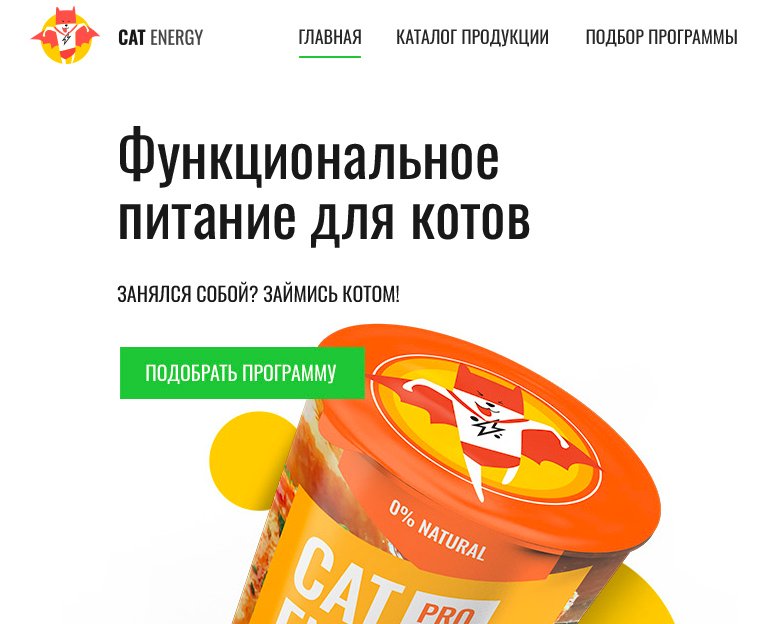 CAT ENERGY
ГЛАВНАЯ
КАТАЛОГ ПРОДУКЦИИ
ПОДБОР ПРОГРАММЫ
Функциональное
питание для котов
ЗАНЯЛСЯ СОБОЙ? ЗАЙМИСЬ КОТОМ!
ПОДОБРАТЬ ПРОГРАММУ
0% NATURAL
CAT
PRO